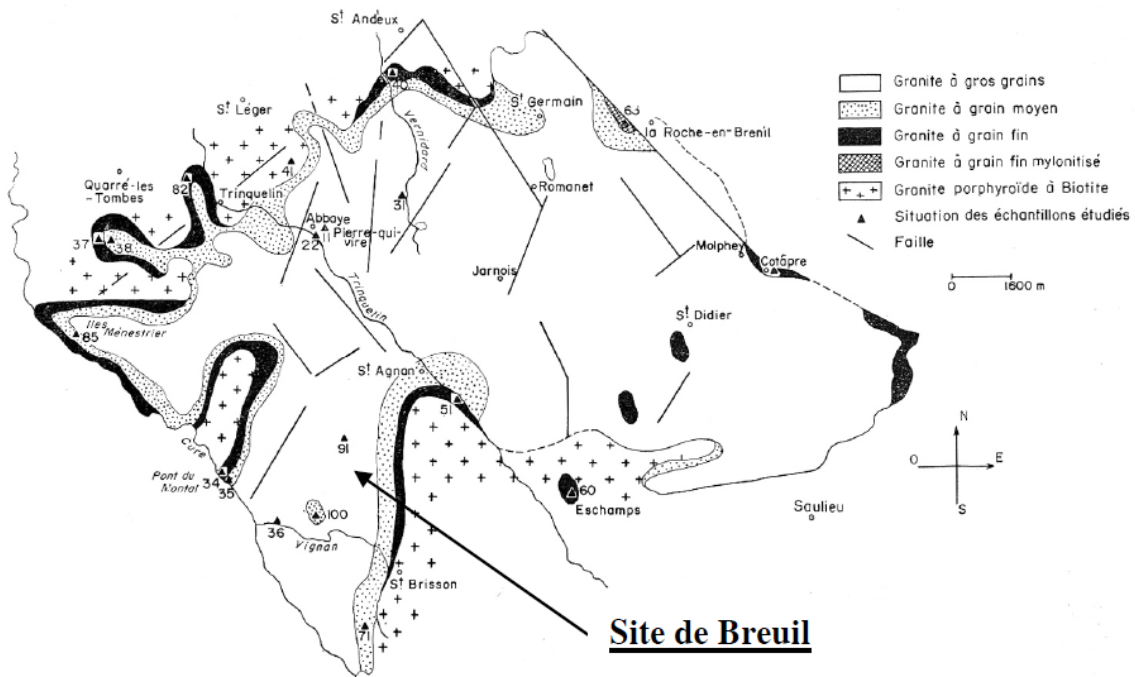 St Andeux
40
St Léger
St Germain
63
la Roche-en-Brenil
Vernidard
41
Quarré-les
-Tombes
82
Trinquelin
31
Romanet
Abbaye
11
Pierre-qui-
vire
22
37
38
Molphey
Cotâpre
Jarnois
Trinquelin
Iles Ménestrier
85
St Didier
St Agnan
51
Cure
91
Pont du
Montal
34
35
60
Eschamps
Saulieu
100
36
Vignan
St Brisson
71
Granite à gros grains
Granite à grain moyen
Granite à grain fin
Granite à grain fin mylonitisé
Granite porphyroïde à Biotite
Situation des échantillons étudiés
Faille
0 1600 m
N
O E
S
Site de Breuil